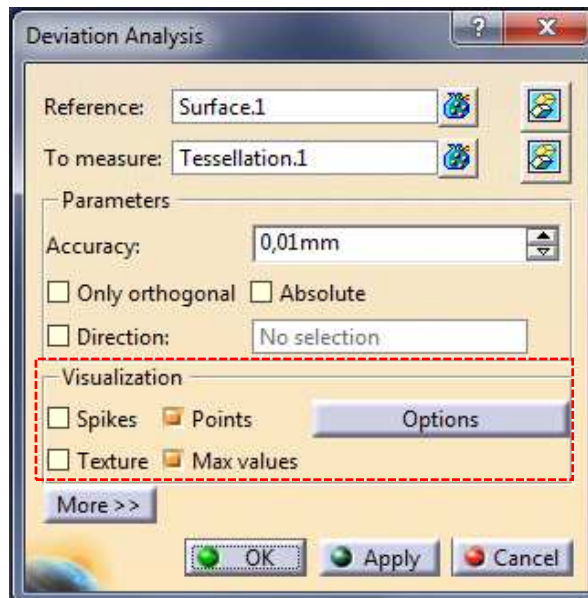 Deviation Analysis
Reference: Surface.1
To measure: Tessellation.1
Parameters
Accuracy: 0,01mm
Only orthogonal Absolute
Direction: No selection
Visualization
Spikes Points Options
Texture Max values
More >>
OK Apply Cancel